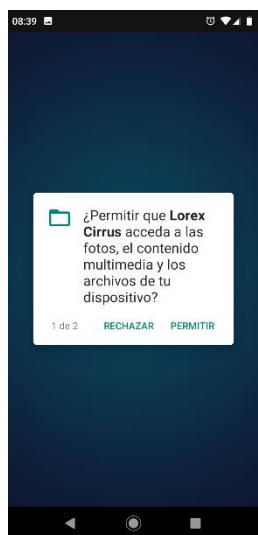 08:39
¿Permitir que Lorex
Cirrus acceda a las
fotos, el contenido
multimedia y los
archivos de tu
dispositivo?
1 de 2 RECHAZAR PERMITIR